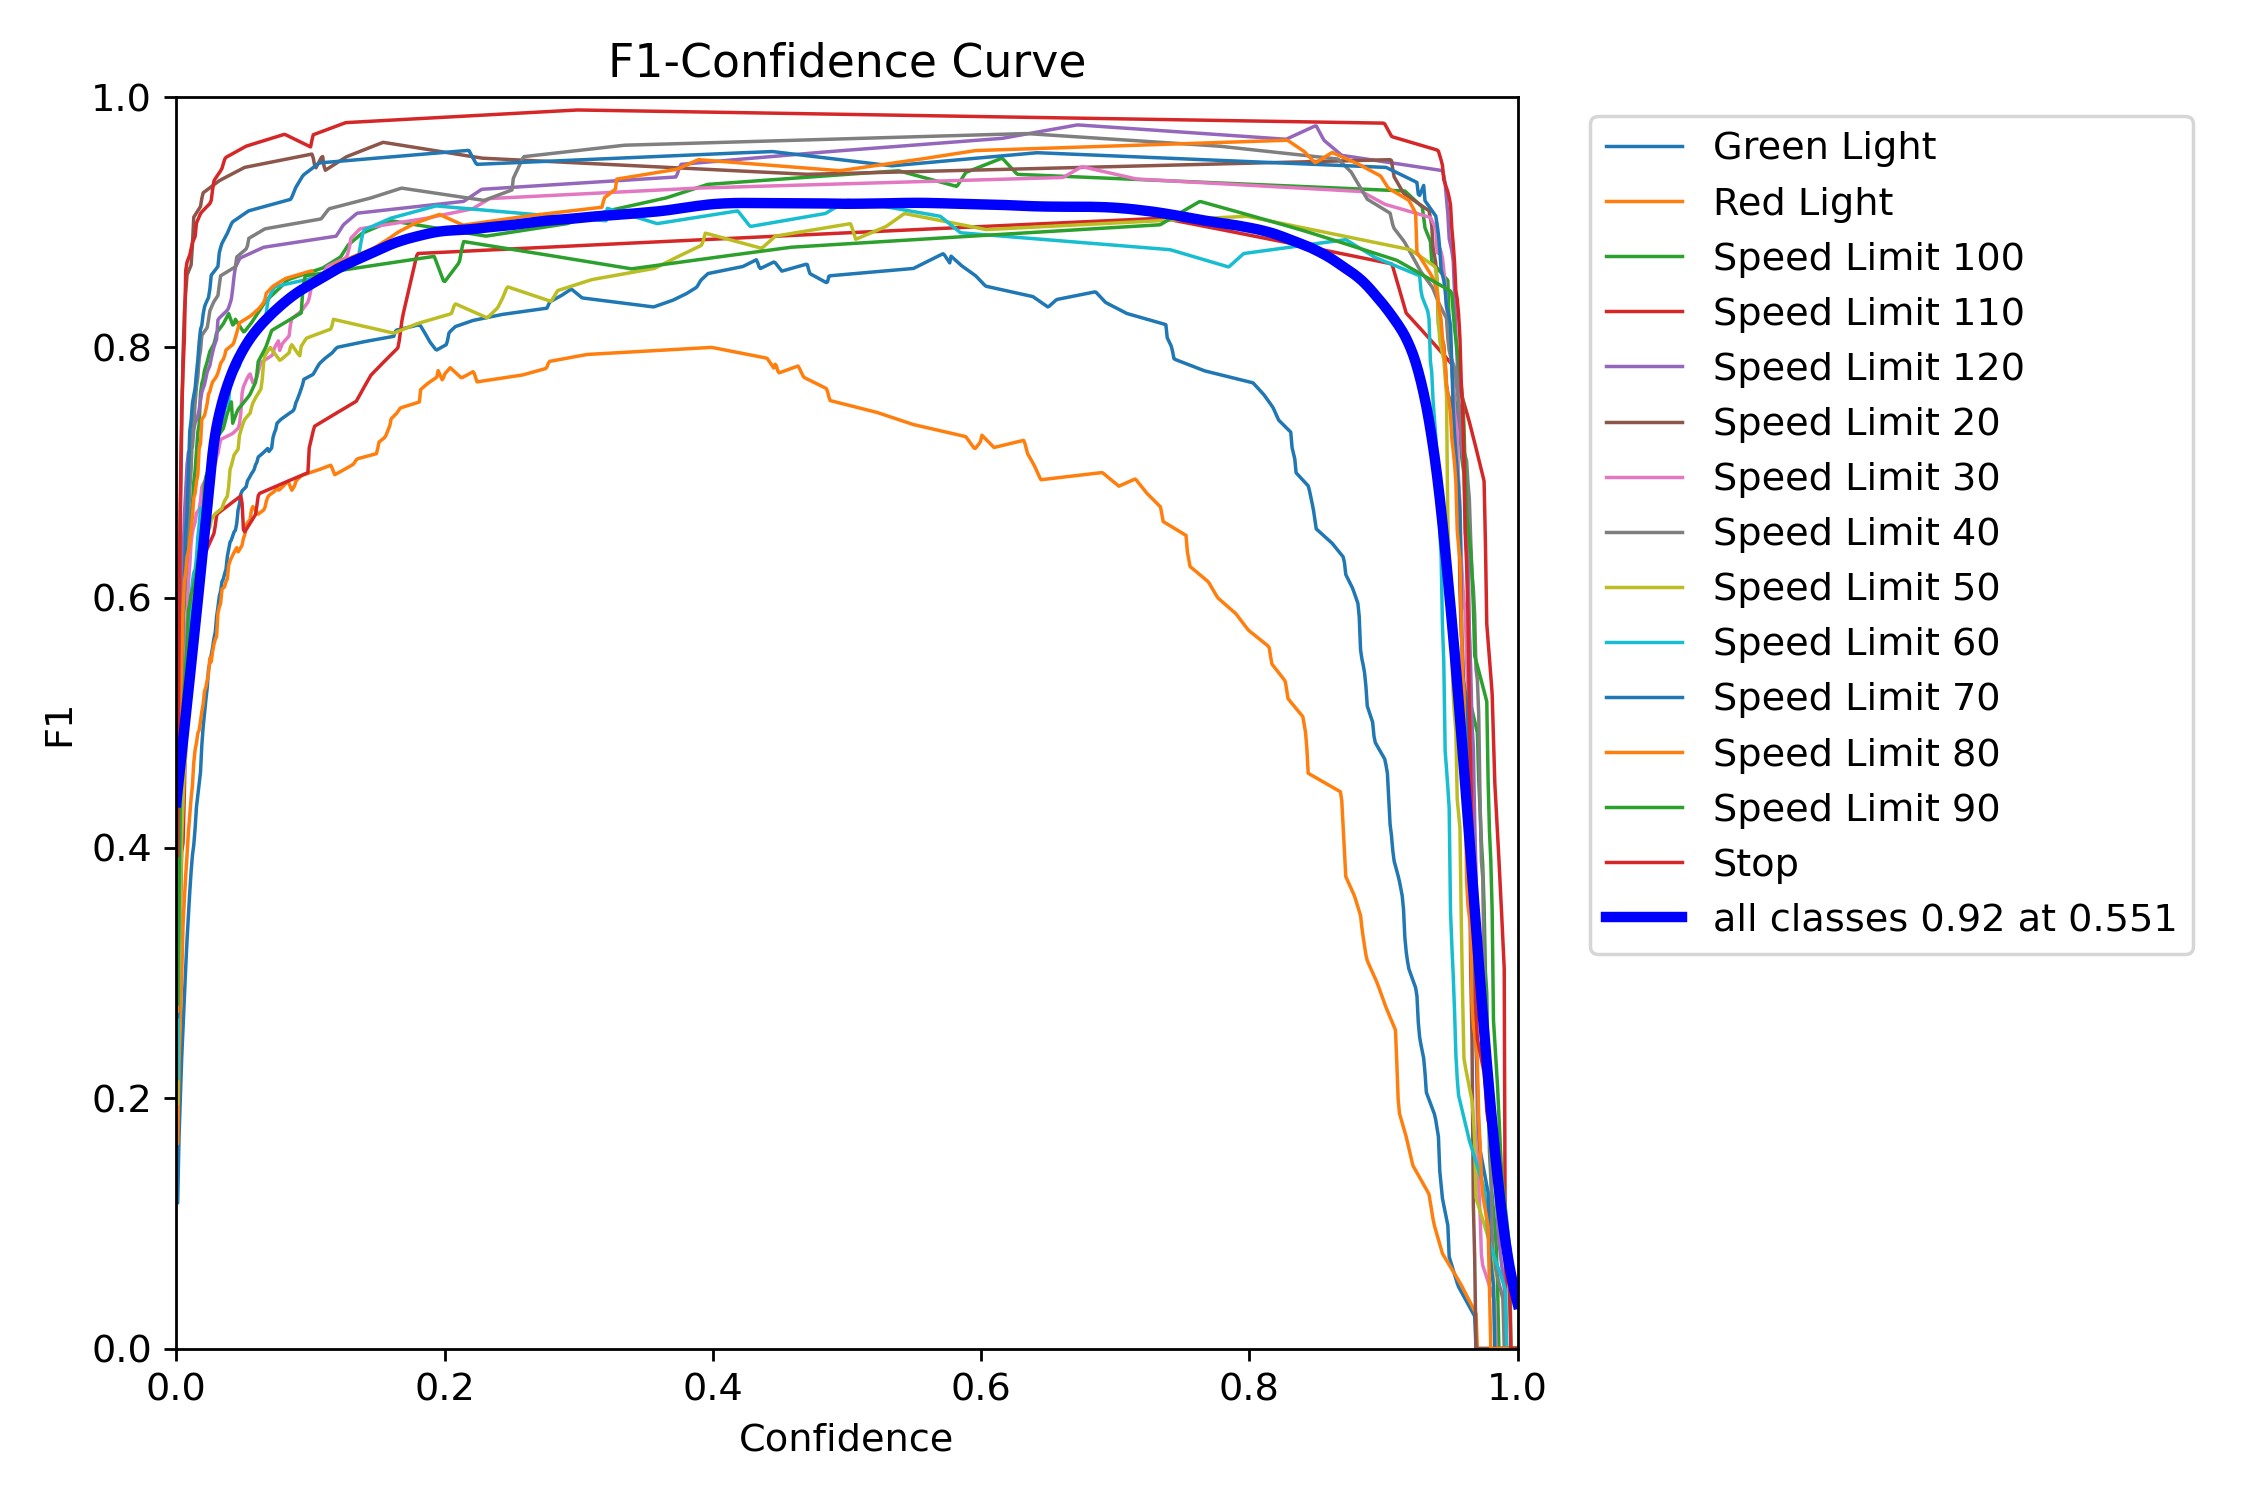 F1-Confidence Curve
1.0
0.8
0.6
0.4
0.2
0.0
F1
0.0 0.2 0.4 0.6 0.8 1.0
Confidence
Green Light
Red Light
Speed Limit 100
Speed Limit 110
Speed Limit 120
Speed Limit 20
Speed Limit 30
Speed Limit 40
Speed Limit 50
Speed Limit 60
Speed Limit 70
Speed Limit 80
Speed Limit 90
Stop
all classes 0.92 at 0.551